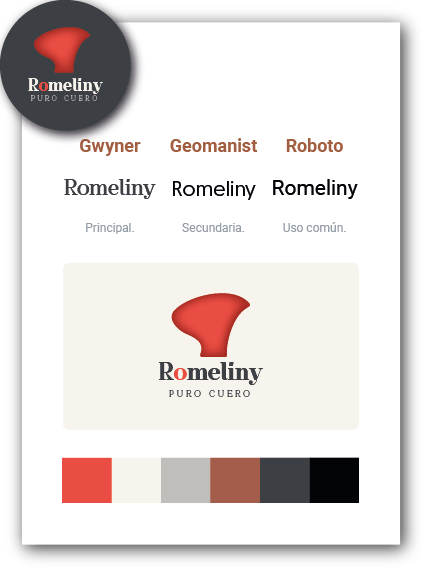 Romeliny
PURO CUERO
Gwyner Geomanist Roboto
Romeliny Romeliny Romeliny
Principal. Secundaria. Uso común.
Romeliny
PURO CUERO